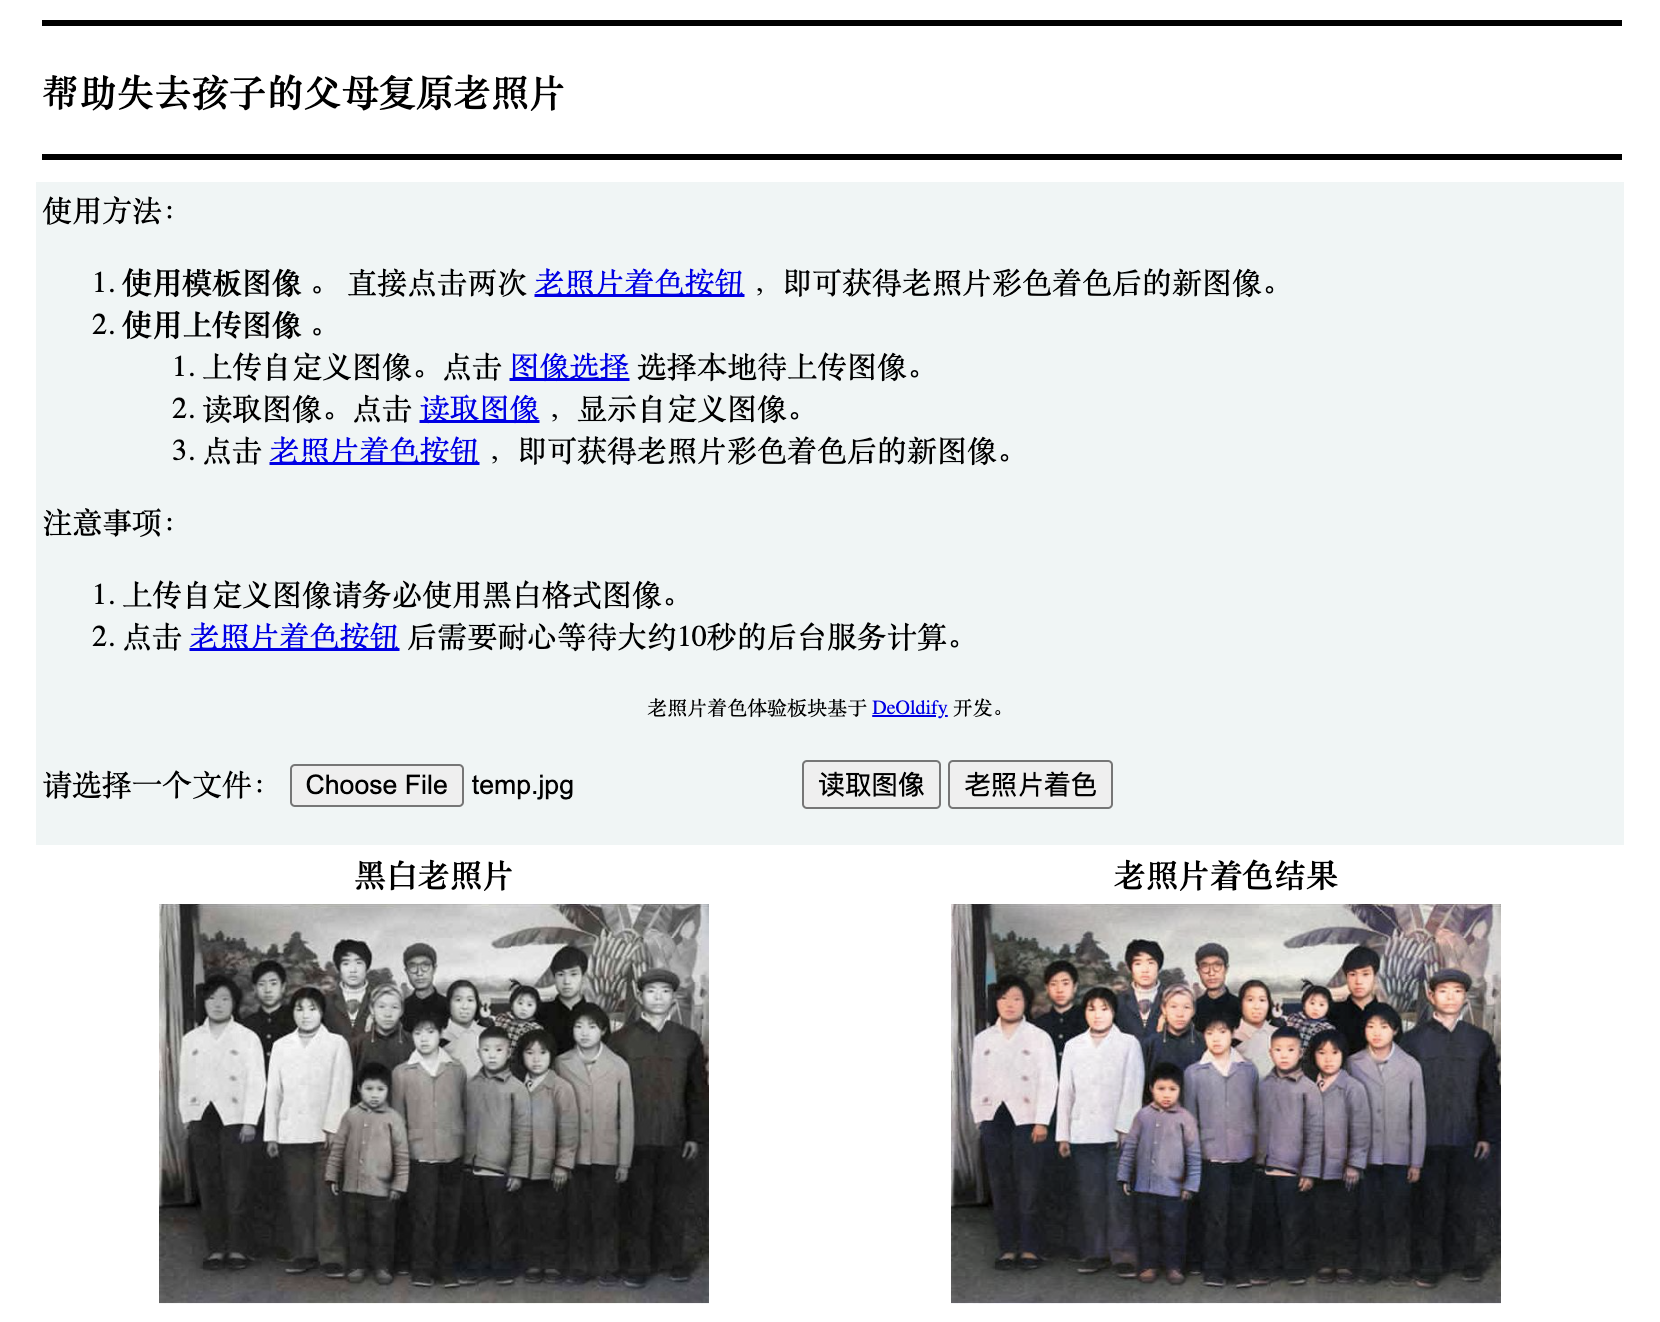 帮助失去孩子的父母复原老照片
使用方法：
1. 使用模板图像 。 直接点击两次 老照片着色按钮 ，即可获得老照片彩色着色后的新图像。
2. 使用上传图像 。
1. 上传自定义图像。点击 图像选择 选择本地待上传图像。
2. 读取图像。点击 读取图像 ，显示自定义图像。
3. 点击 老照片着色按钮 ，即可获得老照片彩色着色后的新图像。
注意事项：
1. 上传自定义图像请务必使用黑白格式图像。
2. 点击 老照片着色按钮 后需要耐心等待大约10秒的后台服务计算。
老照片着色体验板块基于 DeOldify 开发。
请选择一个文件： Choose File temp.jpg 读取图像 老照片着色
黑白老照片 老照片着色结果